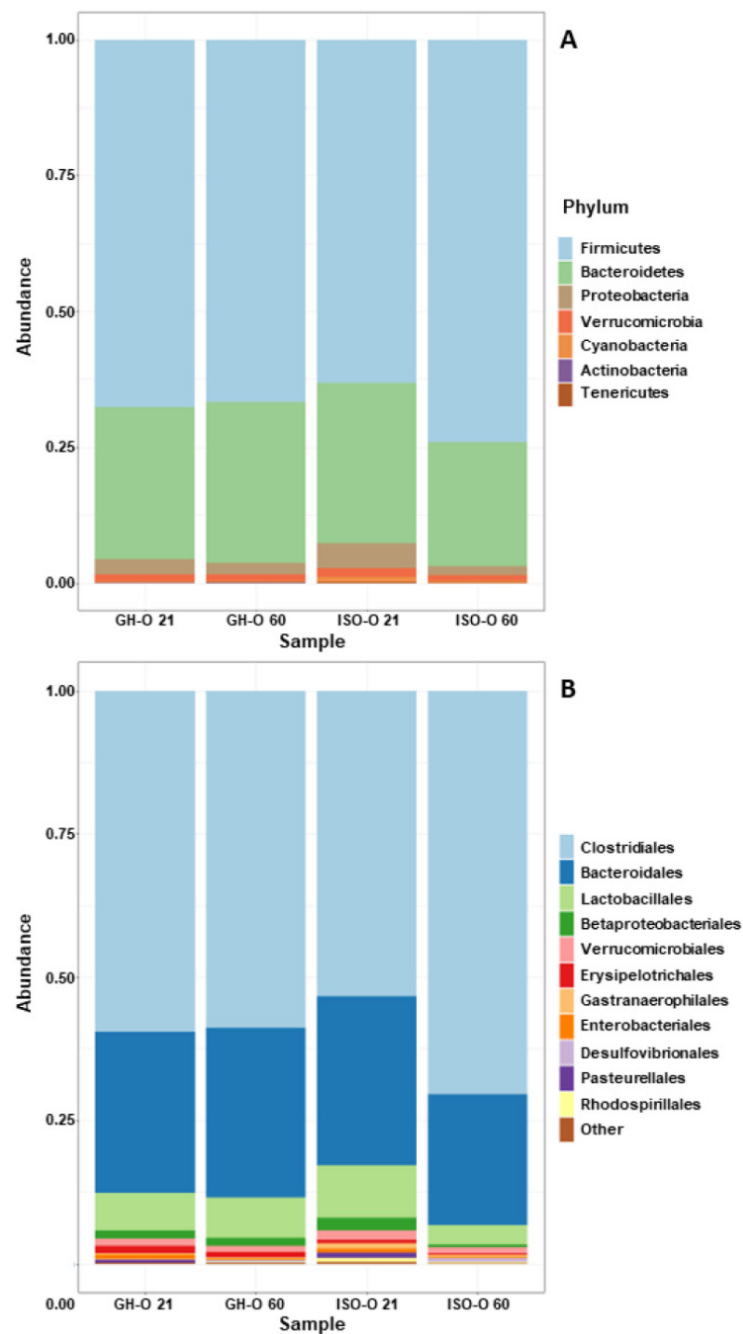 A
1.00
0.75
0.50
0.25
0.00
Abundance
GH-O 21 GH-O 60 ISO-O 21 ISO-O 60
Sample
Phylum
Firmicutes
Bacteroidetes
Proteobacteria
Verrucomicrobia
Cyanobacteria
Actinobacteria
Tenericutes
B
1.00
0.75
0.50
0.25
0.00
Abundance
GH-O 21 GH-O 60 ISO-O 21 ISO-O 60
Sample
Clostridiales
Bacteroidales
Lactobacillales
Betaproteobacteriales
Verrucomicrobiales
Erysipelotrichales
Gastranaerophilales
Enterobacteriales
Desulfovibrionales
Pasteurellales
Rhodospirillales
Other